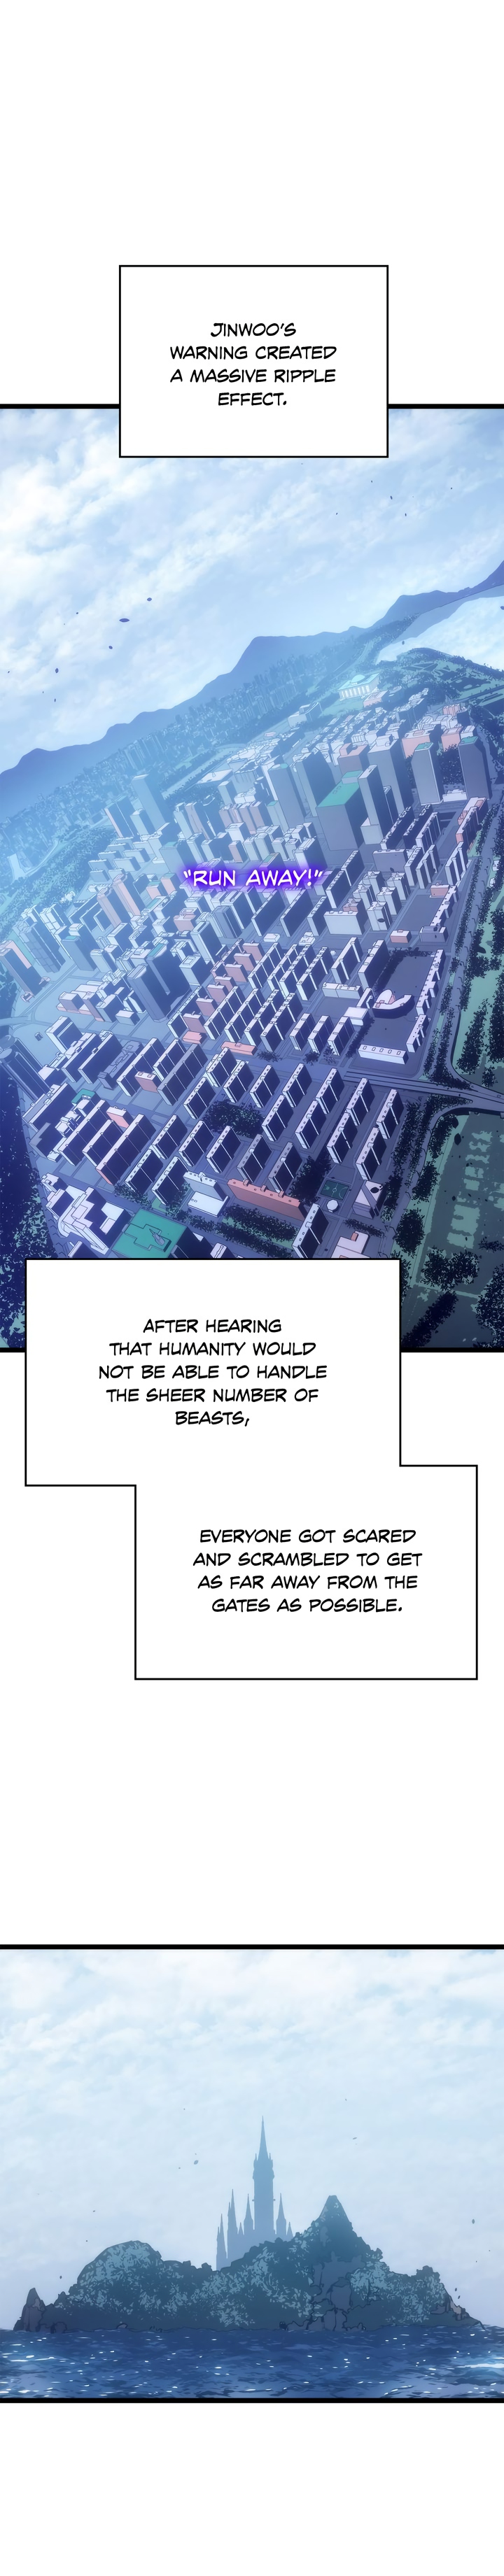 JINWOO'S
WARNING CREATED
A MASSIVE RIPPLE
EFFECT.
"RUN AWAY!"
AFTER HEARING
THAT HUMANITY WOULD
NOT BE ABLE TO HANDLE
THE SHEER NUMBER OF
BEASTS,
EVERYONE GOT SCARED
AND SCRAMBLED TO GET
AS FAR AWAY FROM THE
GATES AS POSSIBLE.